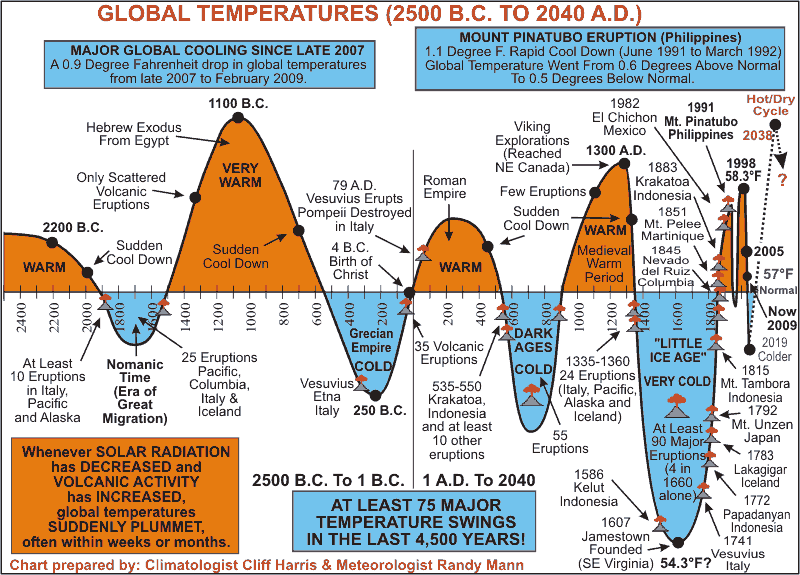 GLOBAL TEMPERATURES (2500 B.C. TO 2040 A.D.)
MAJOR GLOBAL COOLING SINCE LATE 2007
A 0.9 Degree Fahrenheit drop in global temperatures
from late 2007 to February 2009.
MOUNT PINATUBO ERUPTION (Philippines)
1.1 Degree F. Rapid Cool Down (June 1991 to March 1992)
Global Temperature Went From 0.6 Degrees Above Normal
To 0.5 Degrees Below Normal.
Hot/Dry
Cycle
2038
?
1100 B.C.
Hebrew Exodus
From Egypt
VERY
WARM
Only Scattered
Volcanic
Eruptions
2200 B.C.
Sudden
Cool Down
WARM
Sudden
Cool Down
79 A.D.
Vesuvius Erupts
Pompeii Destroyed
in Italy
4 B.C.
Birth of
Christ
Roman
Empire
WARM
Viking
Explorations
(Reached
NE Canada)
1300 A.D.
Few Eruptions
Sudden
Cool Down
WARM
Medieval
Warm
Period
1982
El Chichon
Mexico
1991
Mt. Pinatubo
Philippines
1883
Krakatoa
Indonesia
1851
Mt. Pelee
Martinique
1845
Nevado
del Ruiz
Columbia
1998
58.3°F
2005
57°F
Normal
Now
2009
2019
Colder
2400
2200
2000
1800
1600
1400
1200
1000
800
600
400
200
0
200
400
600
800
1000
1200
1400
1600
1800
At Least
10 Eruptions
in Italy,
Pacific
and Alaska
Nomanic
Time
(Era of
Great
Migration)
25 Eruptions
Pacific,
Columbia,
Italy &
Iceland
Grecian
Empire
COLD
Vesuvius
Etna
Italy
250 B.C.
35 Volcanic
Eruptions
535-550
Krakatoa,
Indonesia
and at least
10 other
eruptions
DARK
AGES
COLD
55
Eruptions
1335-1360
24 Eruptions
(Italy, Pacific,
Alaska and
Iceland)
"LITTLE
ICE AGE"
VERY COLD
At Least
90 Major
Eruptions
(4 in
1660
alone)
1815
Mt. Tambora
Indonesia
1792
Mt. Unzen
Japan
1783
Lakagigar
Iceland
1772
Papadanyan
Indonesia
1741
Vesuvius
Italy
1586
Kelut
Indonesia
1607
Jamestown
Founded
(SE Virginia)
54.3°F?
Whenever SOLAR RADIATION
has DECREASED and
VOLCANIC ACTIVITY
has INCREASED,
global temperatures
SUDDENLY PLUMMET,
often within weeks or months.
2500 B.C. To 1 B.C.
1 A.D. To 2040
AT LEAST 75 MAJOR
TEMPERATURE SWINGS
IN THE LAST 4,500 YEARS!
Chart prepared by: Climatologist Cliff Harris & Meteorologist Randy Mann